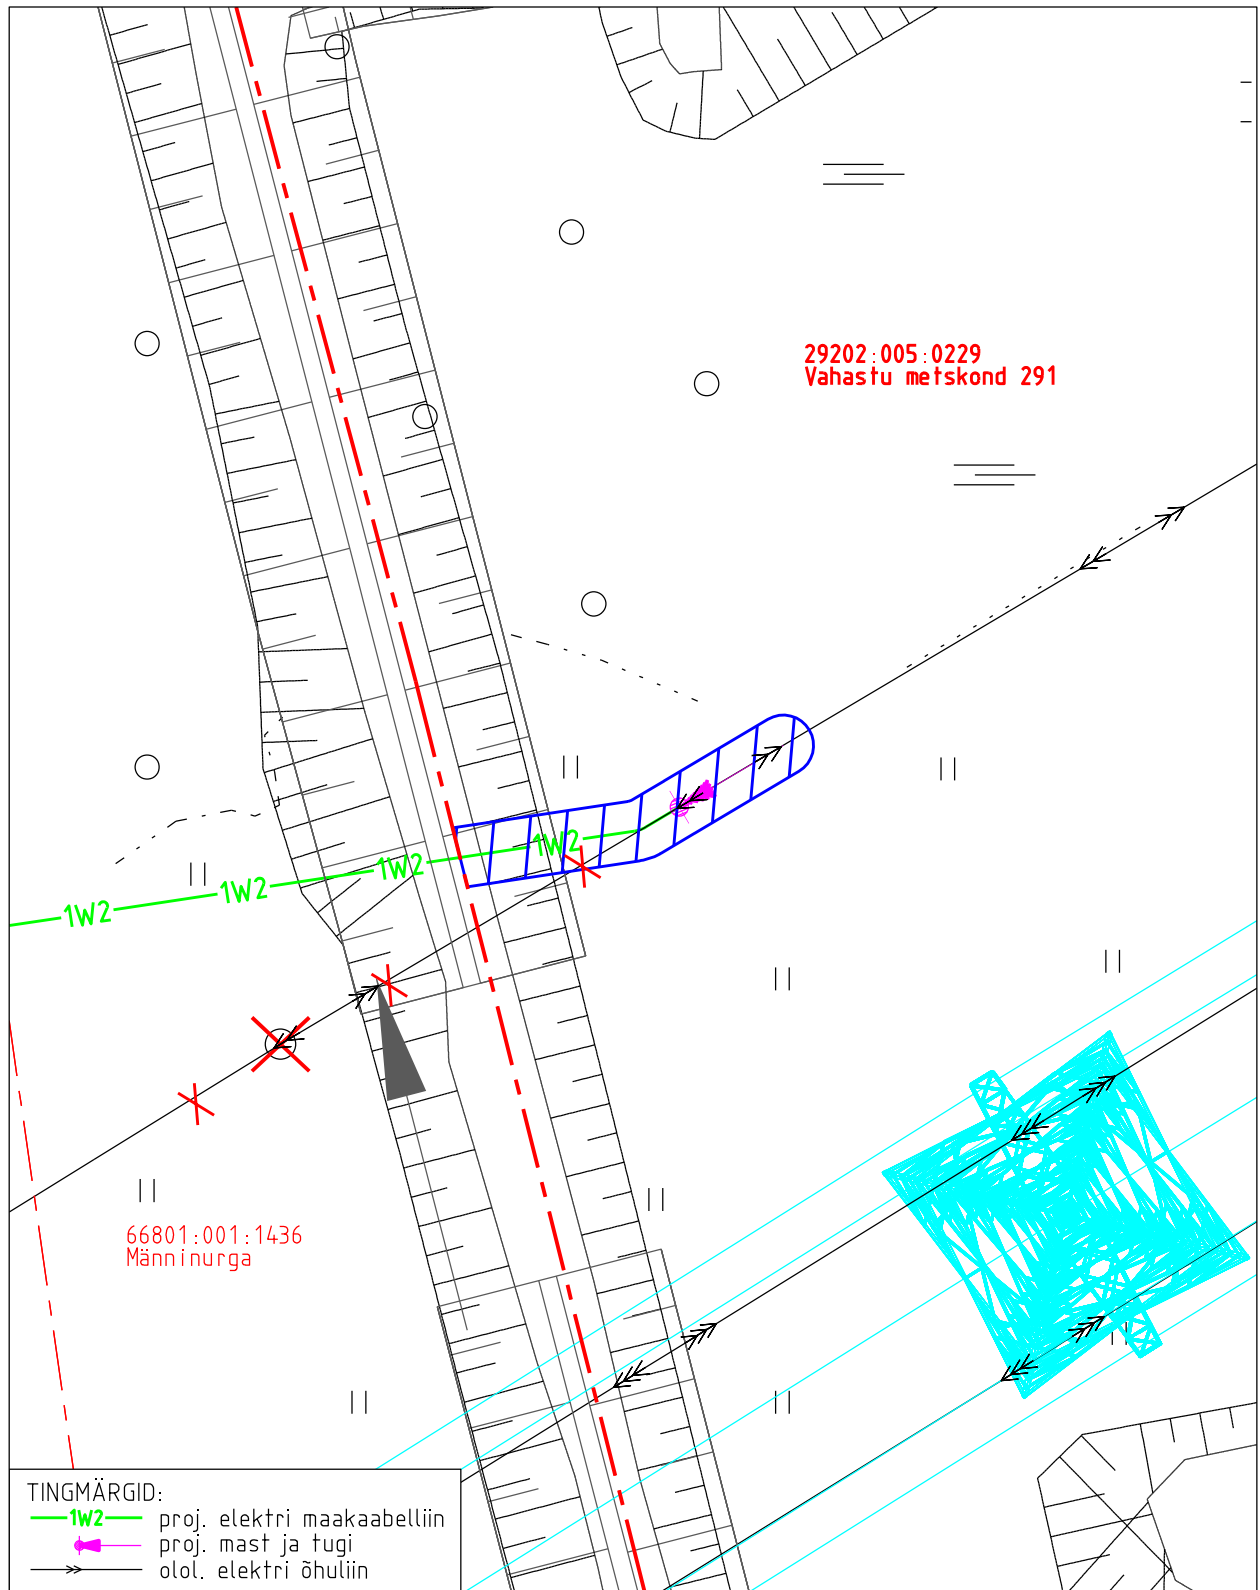 29202:005:0229
Vahastu metskond 291
1W2
1W2
1W2
1W2
66801:001:1436
Männinurga
TINGMÄRGID:
1W2 proj. elektri maakaabelliin
proj. mast ja tugi
olol. elektri õhuliin